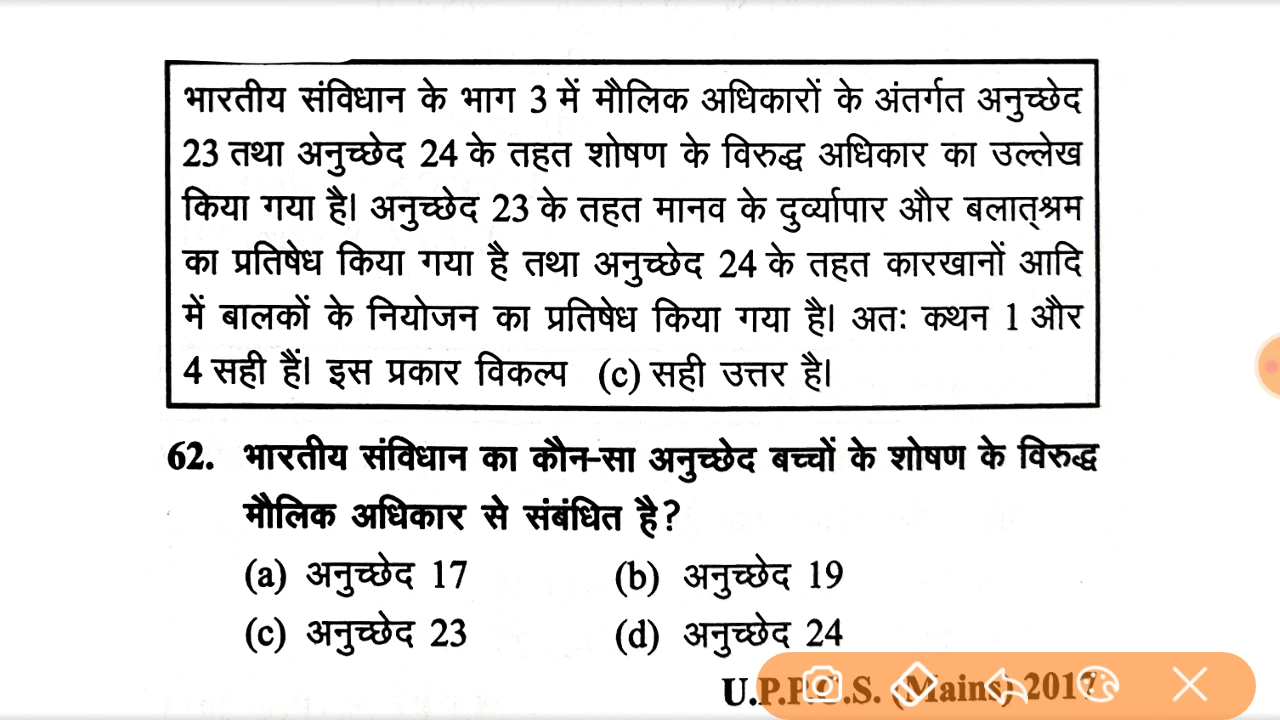 भारतीय संविधान के भाग 3 में मौलिक अधिकारों के अंतर्गत अनुच्छेद
23 तथा अनुच्छेद 24 के तहत शोषण के विरुद्ध अधिकार का उल्लेख
किया गया है। अनुच्छेद 23 के तहत मानव के दुर्व्यापार और बलात्श्रम
का प्रतिषेध किया गया है तथा अनुच्छेद 24 के तहत कारखानों आदि
में बालकों के नियोजन का प्रतिषेध किया गया है। अतः कथन 1 और
4 सही हैं। इस प्रकार विकल्प (c) सही उत्तर है।
62. भारतीय संविधान का कौन-सा अनुच्छेद बच्चों के शोषण के विरुद्ध
मौलिक अधिकार से संबंधित है?
(a) अनुच्छेद 17 (b) अनुच्छेद 19
(c) अनुच्छेद 23 (d) अनुच्छेद 24
U.P.P.C.S. (Mains) 2017